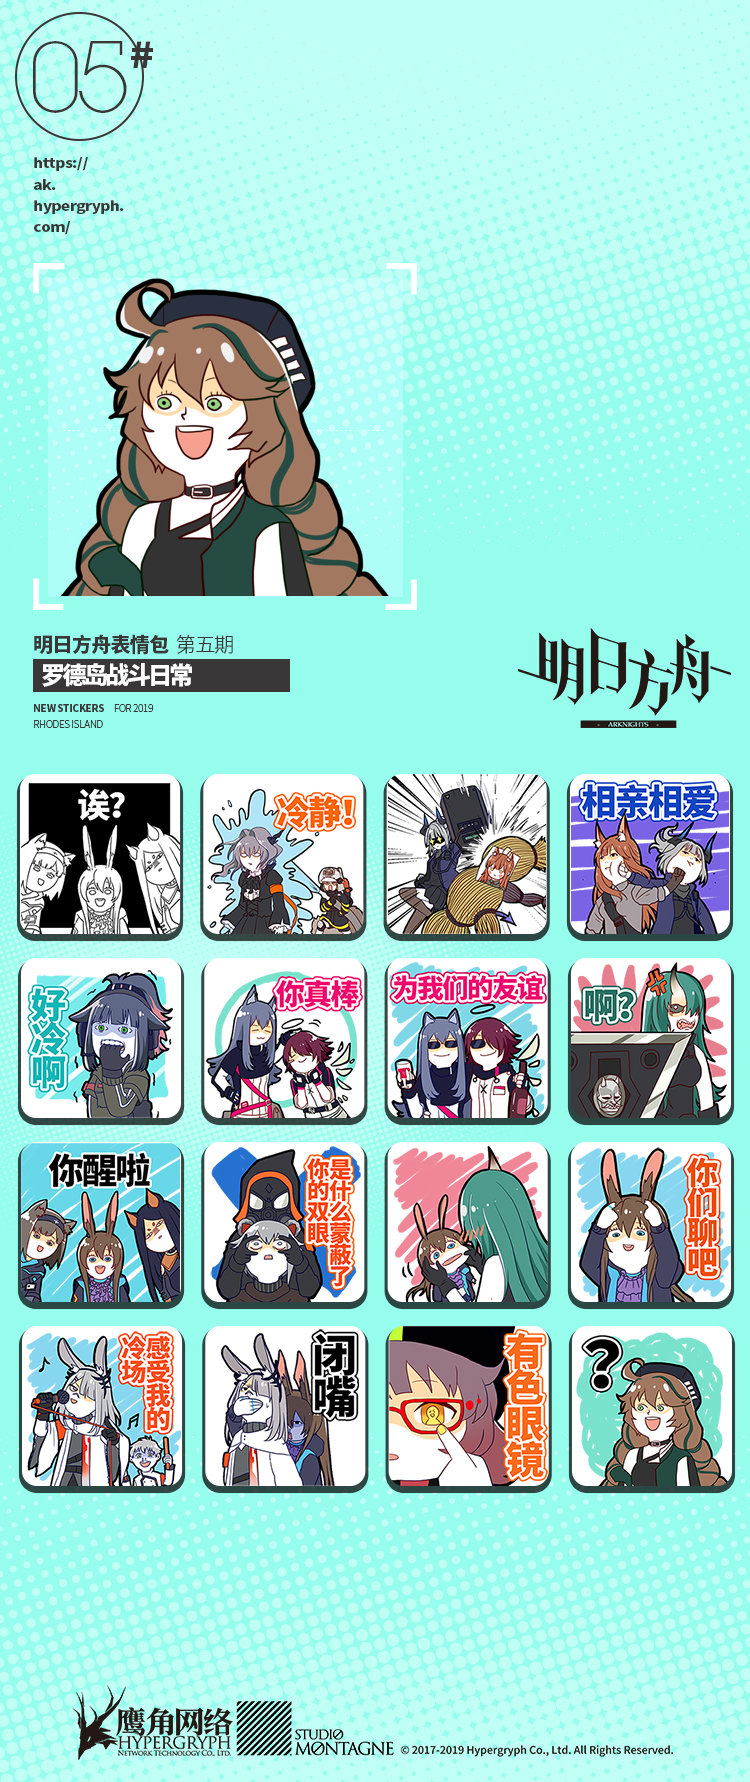 05#
https://
ak.
hypergryph.
com/
明日方舟表情包 第五期
罗德岛战斗日常
NEW STICKERS FOR 2019
RHODES ISLAND
明日方舟
ARKNIGHTS
诶？
冷静！
相亲相爱
好冷啊
你真棒
为我们的友谊
啊？
你醒啦
是什么蒙蔽了
你的双眼
你们聊吧
感受我的
冷场
闭嘴
有色眼镜
?
鹰角网络
HYPERGRYPH
NETWORK TECHNOLOGY CO., LTD.
STUDIO
MØNTAGNE
© 2017-2019 Hypergryph Co., Ltd. All Rights Reserved.